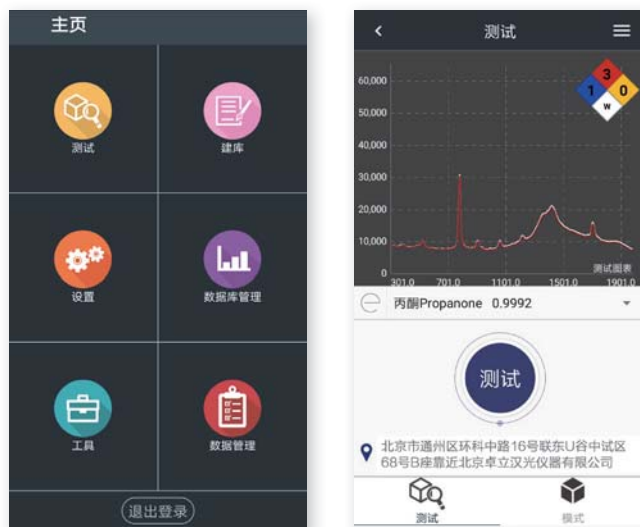 主页
测试
建库
设置
数据库管理
工具
数据管理
退出登录
测试
3
1
0
W
60,000
50,000
40,000
30,000
20,000
10,000
0
测试图表
301.0 701.0 1101.0 1501.0 1901.0
丙酮Propanone 0.9992
测试
北京市通州区环科中路16号联东U谷中试区
68号B座靠近北京卓立汉光仪器有限公司
测试
模式